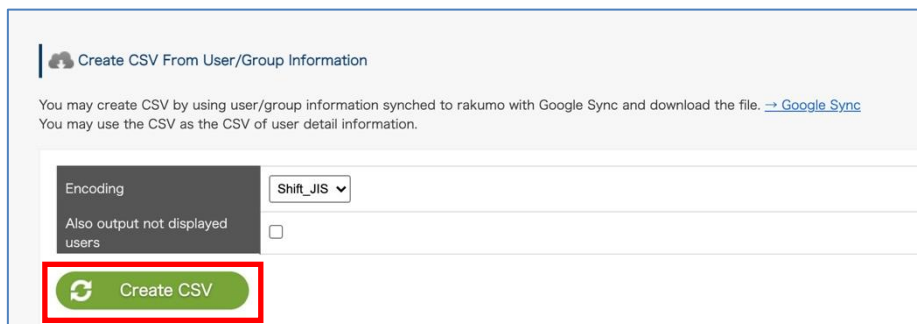 Create CSV From User/Group Information
You may create CSV by using user/group information synched to rakumo with Google Sync and download the file. → Google Sync
You may use the CSV as the CSV of user detail information.
Encoding
Shift_JIS
Also output not displayed
users
Create CSV